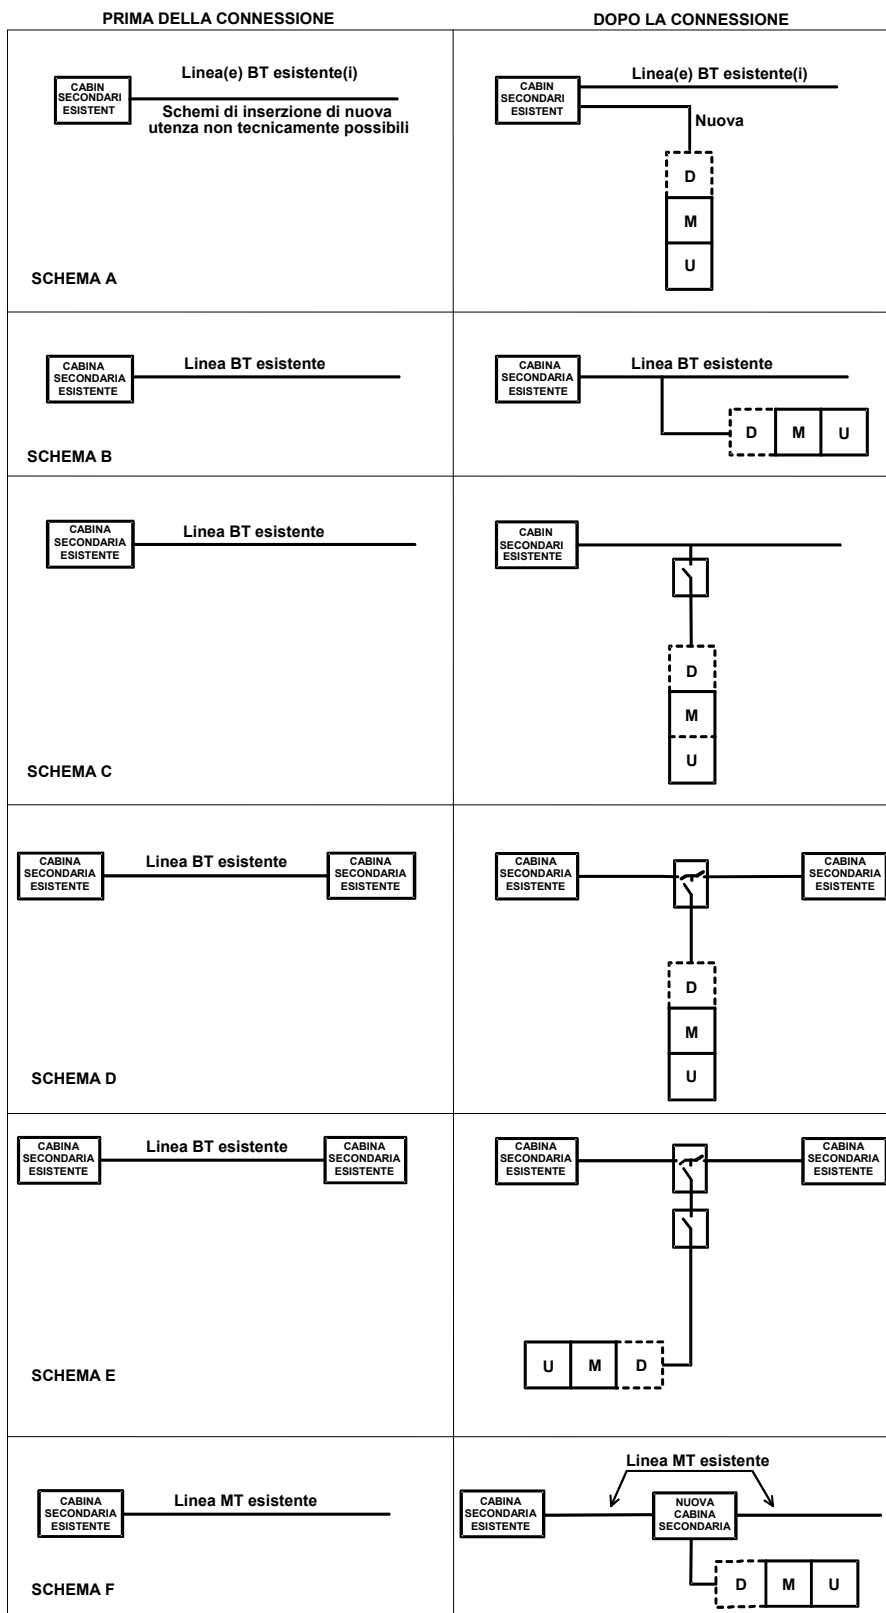 PRIMA DELLA CONNESSIONE
DOPO LA CONNESSIONE
CABIN
SECONDARI
ESISTENT
Linea(e) BT esistente(i)
Schemi di inserzione di nuova
utenza non tecnicamente possibili
SCHEMA A
CABIN
SECONDARI
ESISTENT
Linea(e) BT esistente(i)
Nuova
D
M
U
CABINA
SECONDARIA
ESISTENTE
Linea BT esistente
SCHEMA B
CABINA
SECONDARIA
ESISTENTE
Linea BT esistente
D M U
CABINA
SECONDARIA
ESISTENTE
Linea BT esistente
SCHEMA C
CABIN
SECONDARI
ESISTENTE
D
M
U
CABINA
SECONDARIA
ESISTENTE
Linea BT esistente
CABINA
SECONDARIA
ESISTENTE
SCHEMA D
CABINA
SECONDARIA
ESISTENTE
CABINA
SECONDARIA
ESISTENTE
D
M
U
CABINA
SECONDARIA
ESISTENTE
Linea BT esistente
CABINA
SECONDARIA
ESISTENTE
SCHEMA E
CABINA
SECONDARIA
ESISTENTE
CABINA
SECONDARIA
ESISTENTE
U M D
CABINA
SECONDARIA
ESISTENTE
Linea MT esistente
SCHEMA F
Linea MT esistente
CABINA
SECONDARIA
ESISTENTE
NUOVA
CABINA
SECONDARIA
D M U